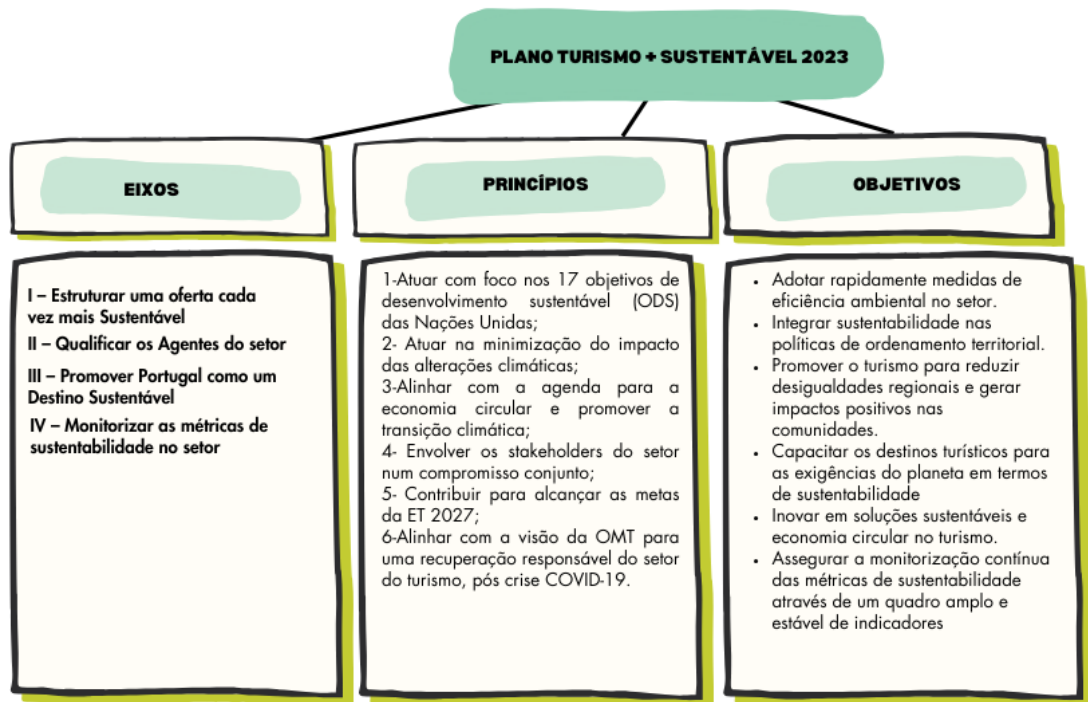 PLANO TURISMO + SUSTENTÁVEL 2023
EIXOS
I – Estruturar uma oferta cada
vez mais Sustentável
II – Qualificar os Agentes do setor
III – Promover Portugal como um
Destino Sustentável
IV – Monitorizar as métricas de
sustentabilidade no setor
PRINCÍPIOS
1-Atuar com foco nos 17 objetivos de
desenvolvimento sustentável (ODS)
das Nações Unidas;
2- Atuar na minimização do impacto
das alterações climáticas;
3-Alinhar com a agenda para a
economia circular e promover a
transição climática;
4- Envolver os stakeholders do setor
num compromisso conjunto;
5- Contribuir para alcançar as metas
da ET 2027;
6-Alinhar com a visão da OMT para
uma recuperação responsável do setor
do turismo, pós crise COVID-19.
OBJETIVOS
• Adotar rapidamente medidas de
eficiência ambiental no setor.
• Integrar sustentabilidade nas
políticas de ordenamento territorial.
• Promover o turismo para reduzir
desigualdades regionais e gerar
impactos positivos nas
comunidades.
• Capacitar os destinos turísticos para
as exigências do planeta em termos
de sustentabilidade
• Inovar em soluções sustentáveis e
economia circular no turismo.
• Assegurar a monitorização contínua
das métricas de sustentabilidade
através de um quadro amplo e
estável de indicadores